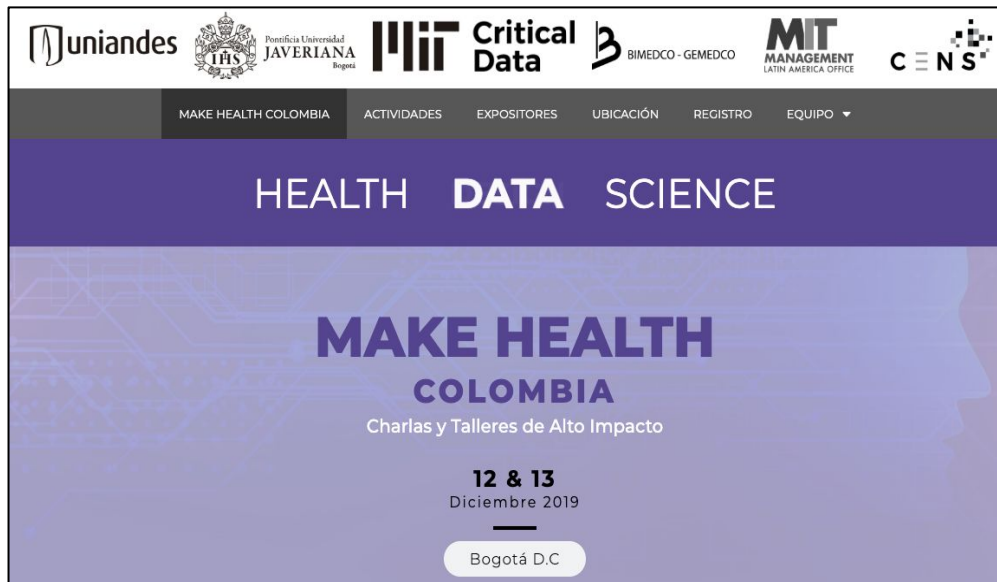 uniandes
IHS
Pontificia Universidad
JAVERIANA
Bogotá
MIT
Critical
Data
B
BIMEDCO - GEMEDCO
MIT
MANAGEMENT
LATIN AMERICA OFFICE
CENS
MAKE HEALTH COLOMBIA ACTIVIDADES EXPOSITORES UBICACIÓN REGISTRO EQUIPO
HEALTH DATA SCIENCE
MAKE HEALTH
COLOMBIA
Charlas y Talleres de Alto Impacto
12 & 13
Diciembre 2019
Bogotá D.C